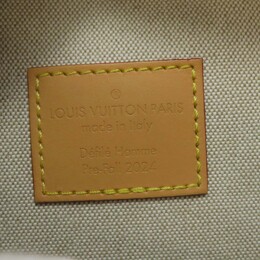 LOUIS VUITTON PARIS
made in Italy
Défilé Homme
Pre-Fall 2024